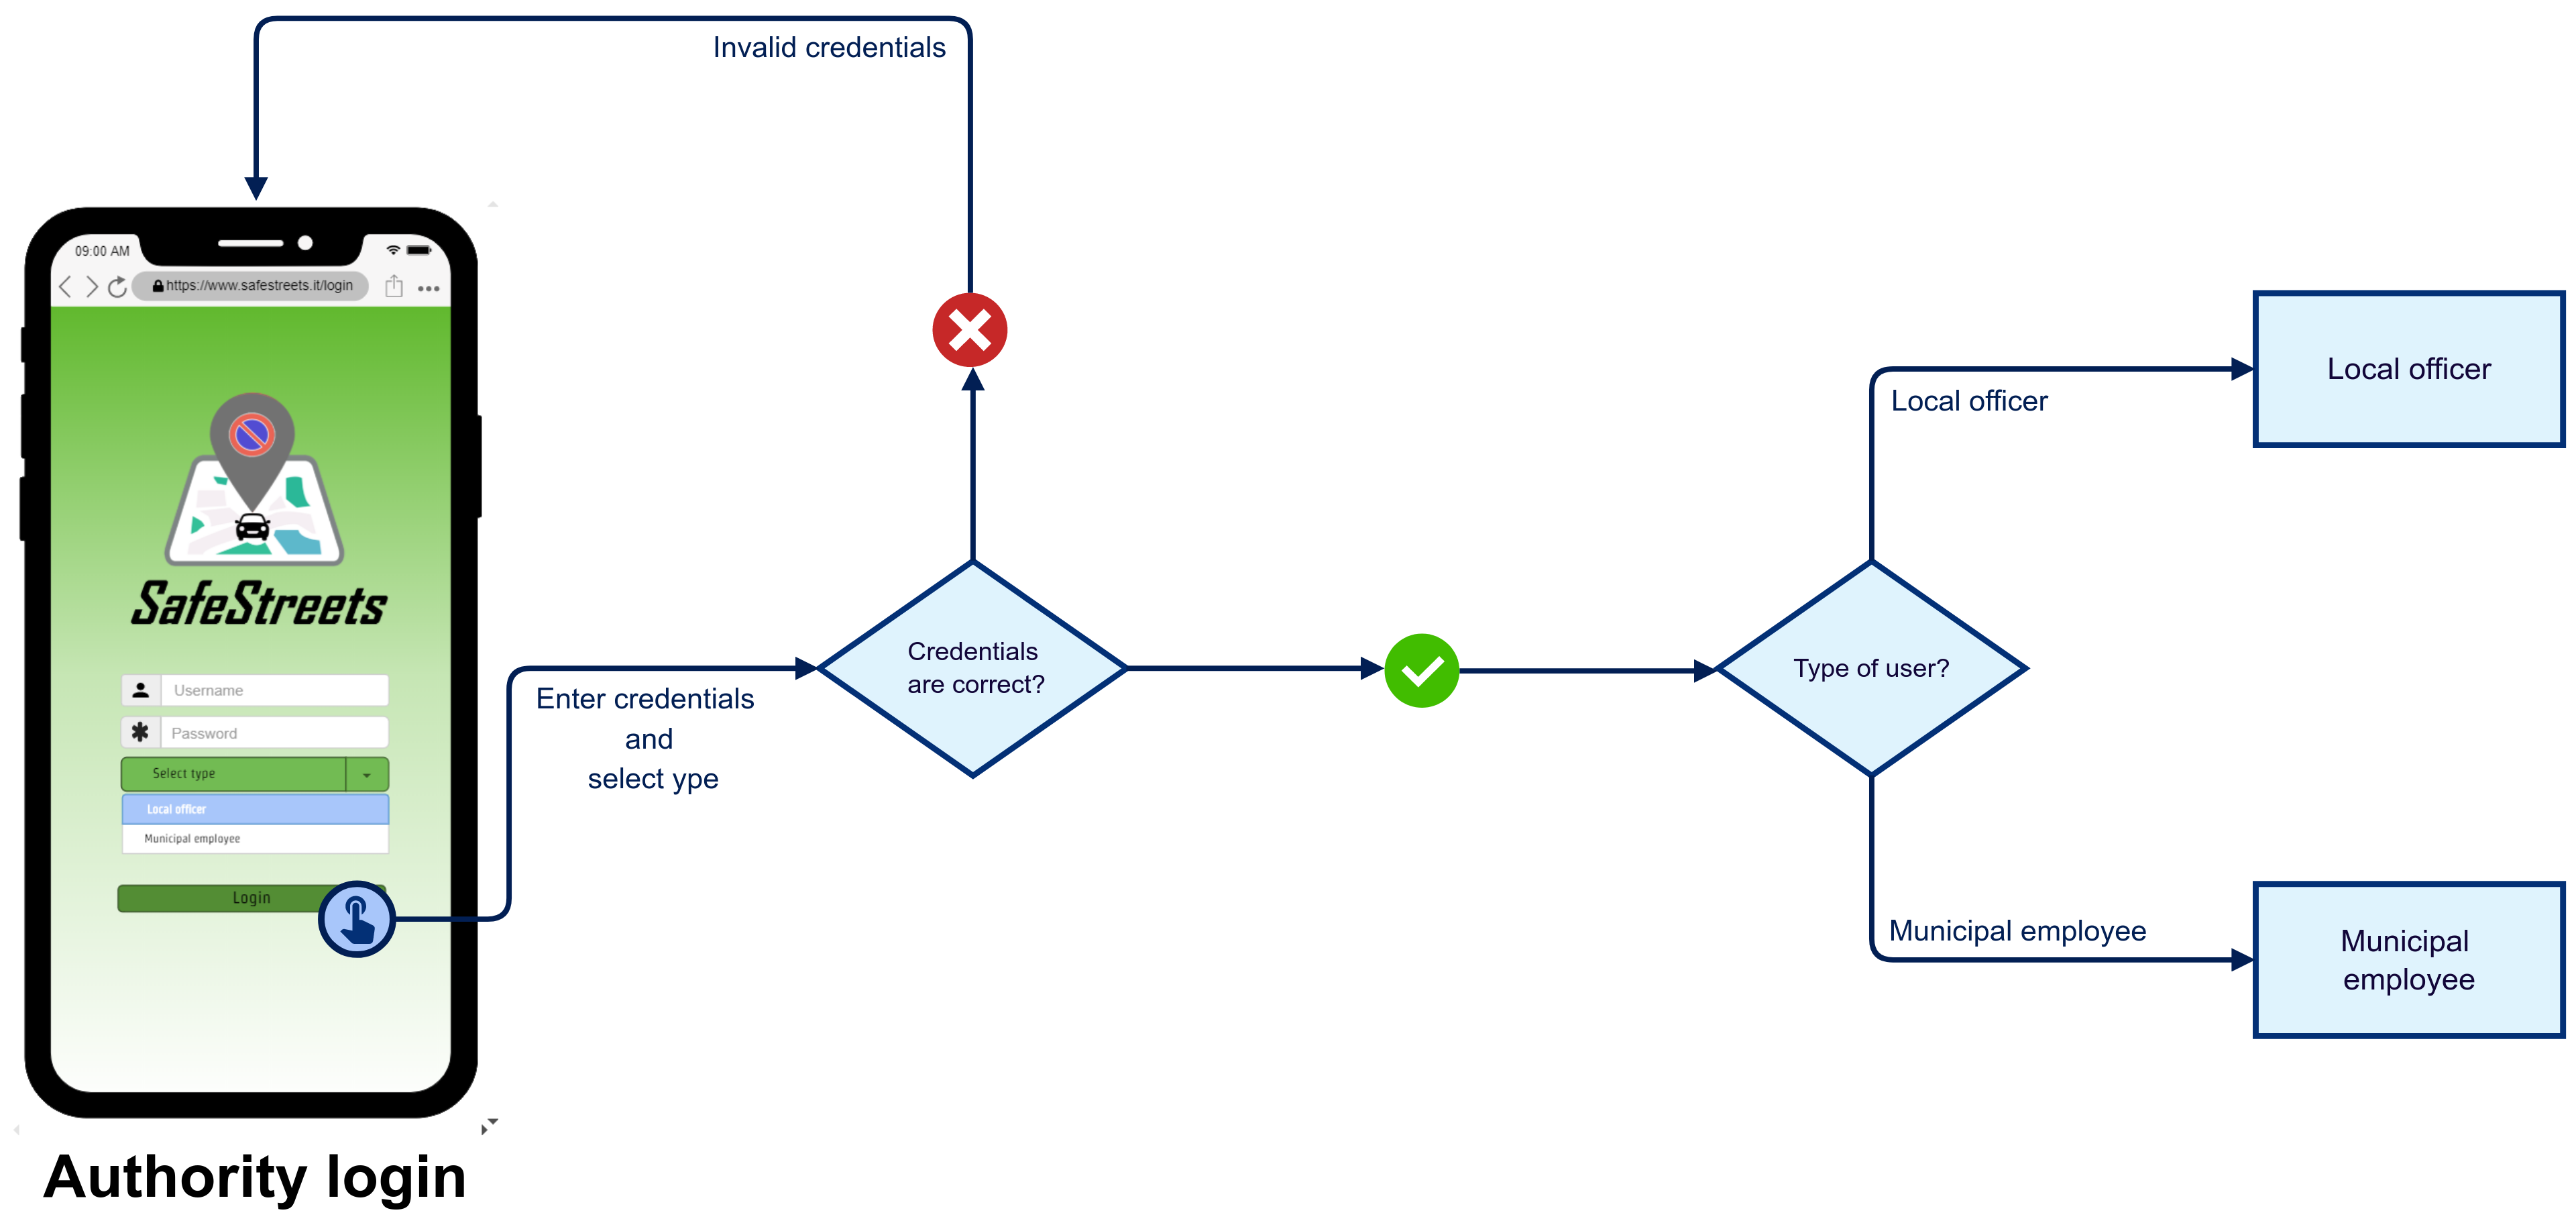 Invalid credentials
09:00 AM
https://www.safestreets.it/login
SafeStreets
Username
Password
Select type
Local officer
Municipal employee
Login
Authority login
Enter credentials
and
select ype
Credentials
are correct?
Type of user?
Local officer
Local officer
Municipal employee
Municipal
employee